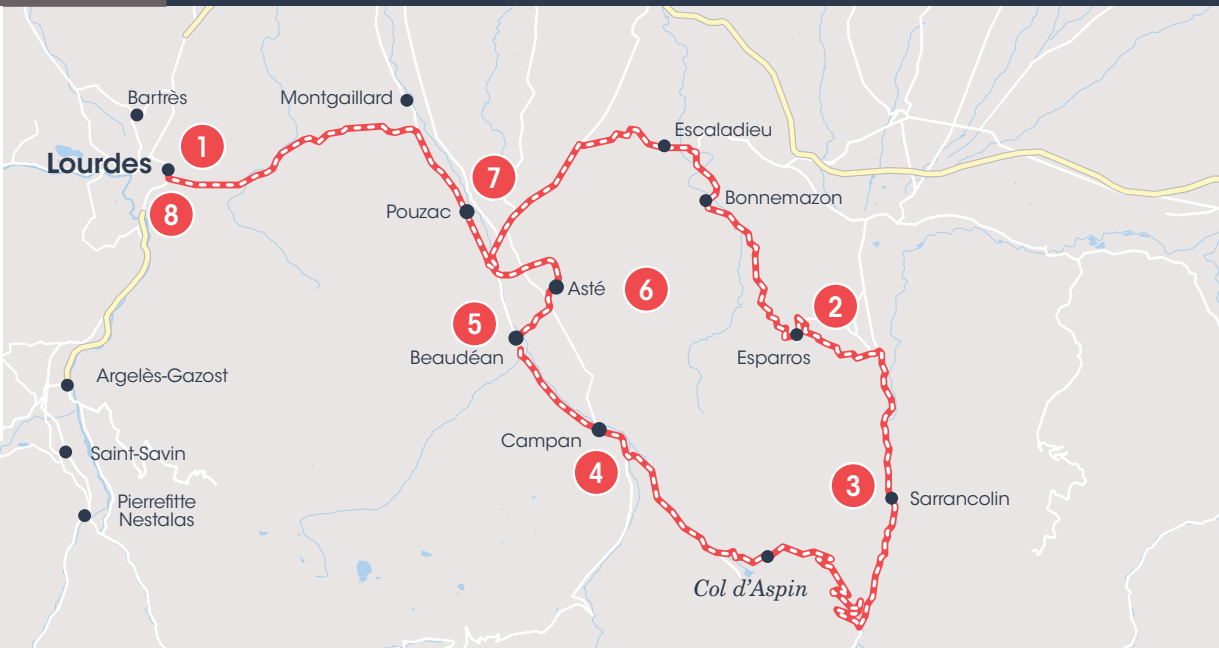 Bartrès
Montgaillard
Lourdes
1
8
Escaladieu
7
Pouzac
Bonnemazon
Asté
6
2
5
Beaudéan
Esparros
Argelès-Gazost
Campan
4
Saint-Savin
3
Sarrancolin
Pierrefitte
Nestalas
Col d'Aspin